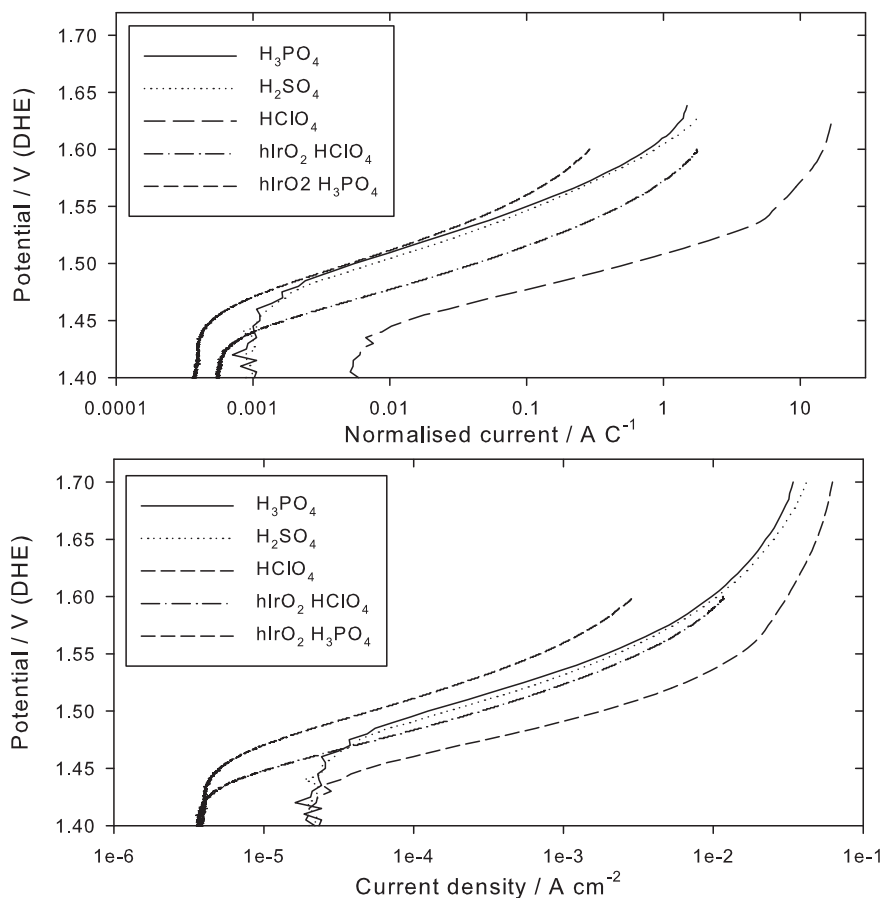 1.70
1.65
1.60
1.55
1.50
1.45
1.40
Potential / V (DHE)
H₃PO₄
H₂SO₄
HClO₄
hIrO₂ HClO₄
hIrO2 H₃PO₄
0.0001 0.001 0.01 0.1 1 10
Normalised current / A C⁻¹
1.70
1.65
1.60
1.55
1.50
1.45
1.40
Potential / V (DHE)
H₃PO₄
H₂SO₄
HClO₄
hIrO₂ HClO₄
hIrO₂ H₃PO₄
1e-6 1e-5 1e-4 1e-3 1e-2 1e-1
Current density / A cm⁻²